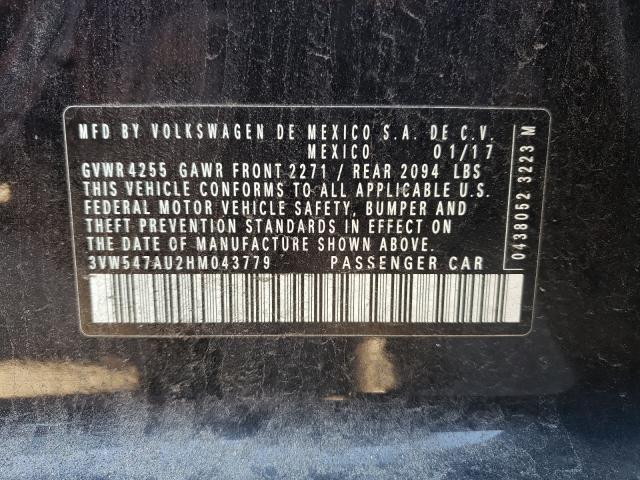 MFD BY VOLKSWAGEN DE MEXICO S.A. DE C.V.
MEXICO 01/17
GVWR 4255 GAWR FRONT 2271 / REAR 2094 LBS
THIS VEHICLE CONFORMS TO ALL APPLICABLE U.S.
FEDERAL MOTOR VEHICLE SAFETY, BUMPER AND
THEFT PREVENTION STANDARDS IN EFFECT ON
THE DATE OF MANUFACTURE SHOWN ABOVE.
3VW547AU2HM043779 PASSENGER CAR
0438052 3223 M